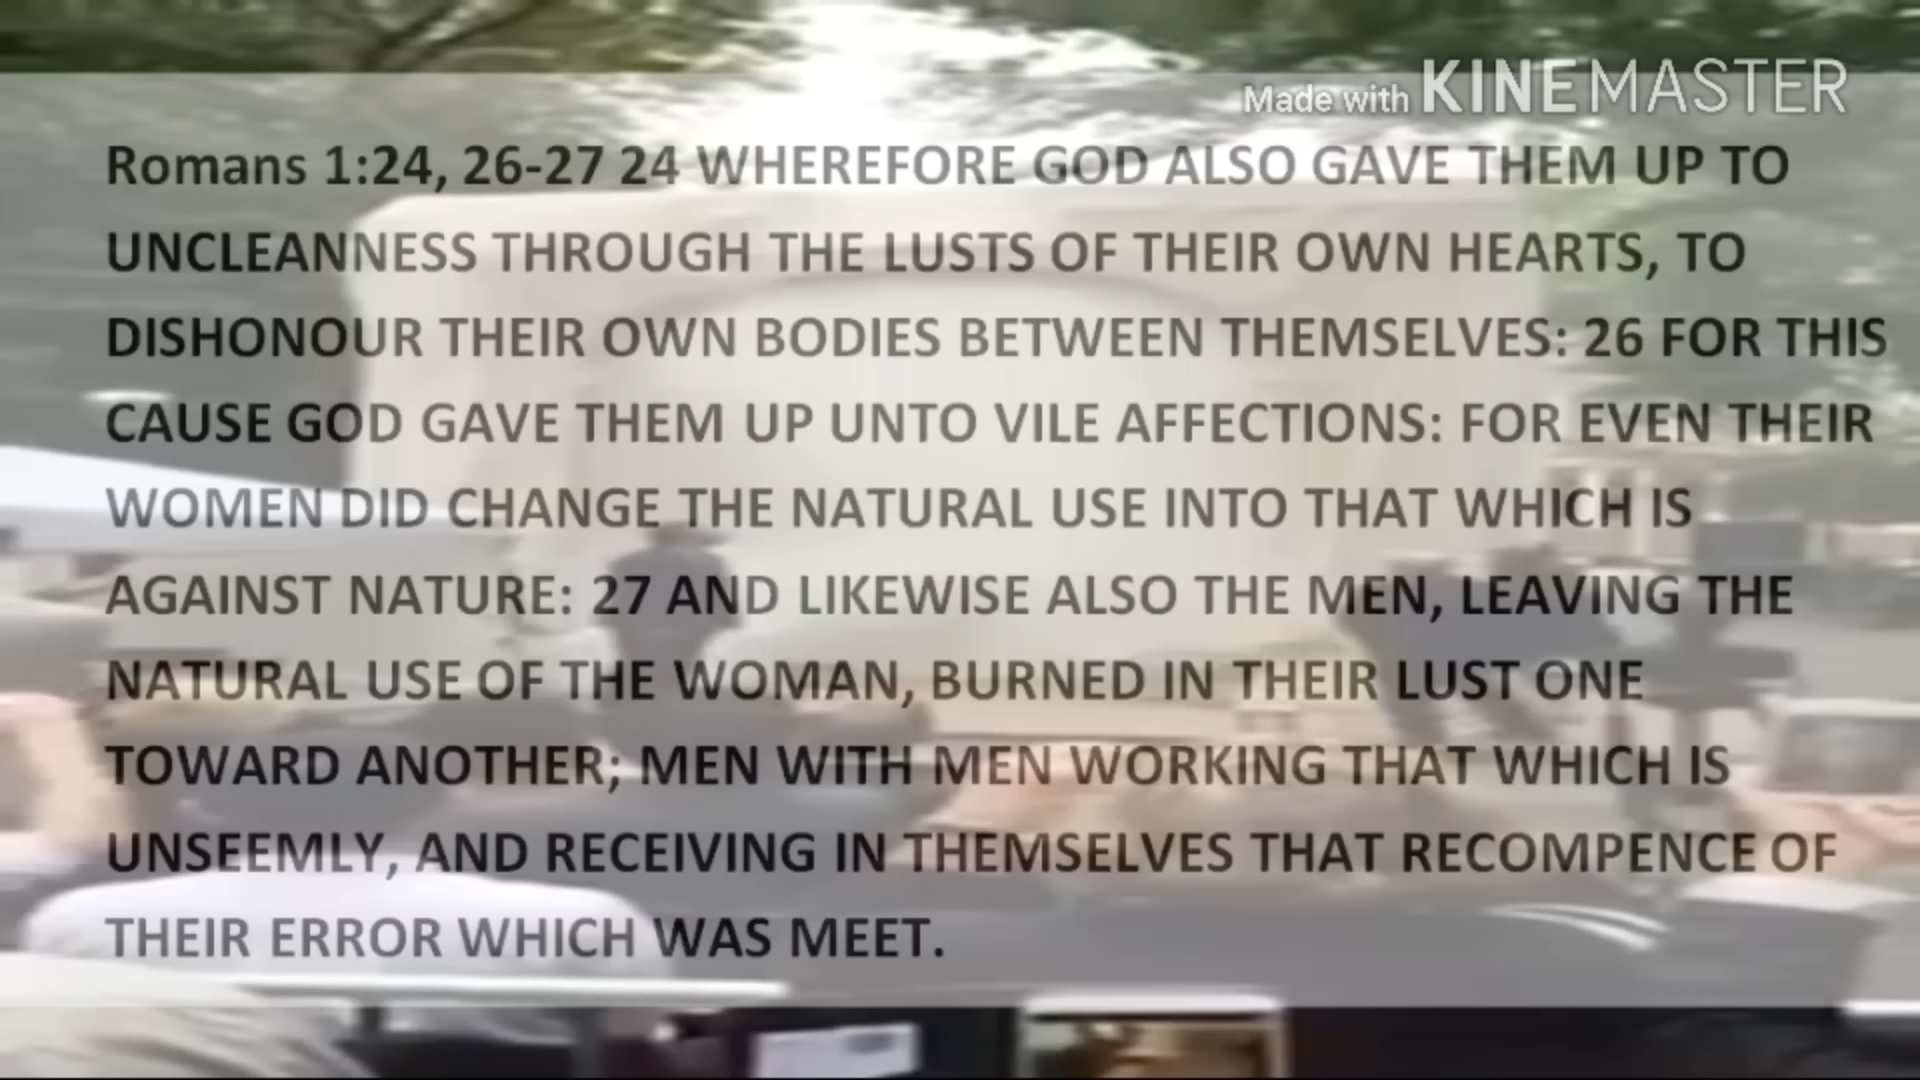 Made with KINEMASTER
Romans 1:24, 26-27 24 WHEREFORE GOD ALSO GAVE THEM UP TO
UNCLEANNESS THROUGH THE LUSTS OF THEIR OWN HEARTS, TO
DISHONOUR THEIR OWN BODIES BETWEEN THEMSELVES: 26 FOR THIS
CAUSE GOD GAVE THEM UP UNTO VILE AFFECTIONS: FOR EVEN THEIR
WOMEN DID CHANGE THE NATURAL USE INTO THAT WHICH IS
AGAINST NATURE: 27 AND LIKEWISE ALSO THE MEN, LEAVING THE
NATURAL USE OF THE WOMAN, BURNED IN THEIR LUST ONE
TOWARD ANOTHER; MEN WITH MEN WORKING THAT WHICH IS
UNSEEMLY, AND RECEIVING IN THEMSELVES THAT RECOMPENCE OF
THEIR ERROR WHICH WAS MEET.